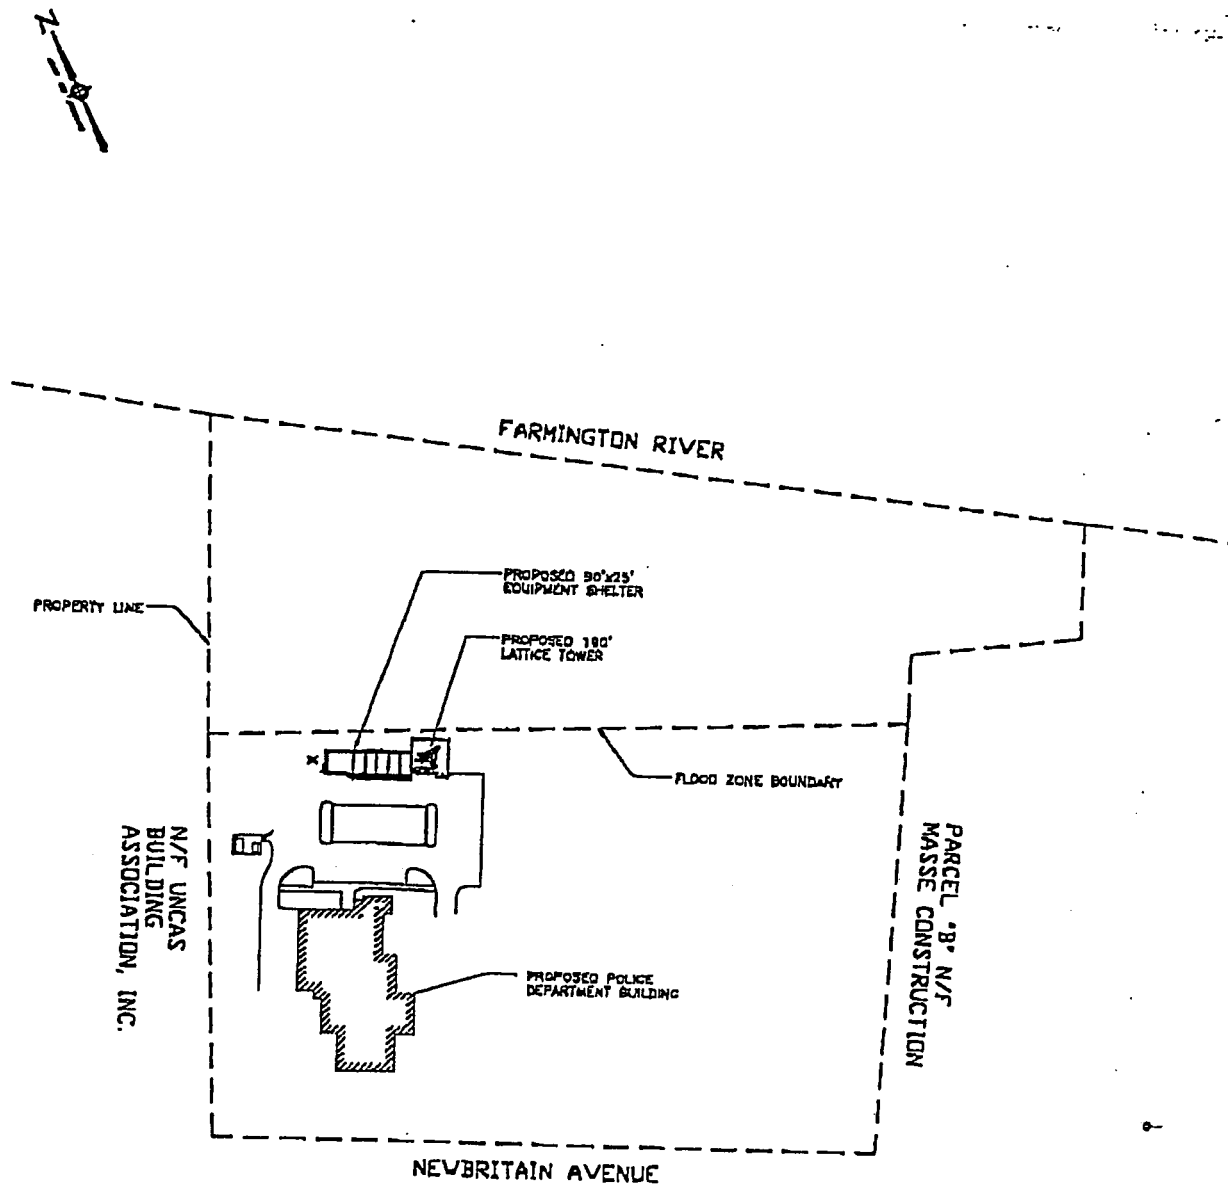 N
FARMINGTON RIVER
PROPOSED 90'x25'
EQUIPMENT SHELTER
PROPERTY LINE
PROPOSED 180'
LATTICE TOWER
X
FLOOD ZONE BOUNDARY
N/F UNCAS
BUILDING
ASSOCIATION, INC.
PARCEL "B" N/F
MASSE CONSTRUCTION
PROPOSED POLICE
DEPARTMENT BUILDING
NEWBRITAIN AVENUE